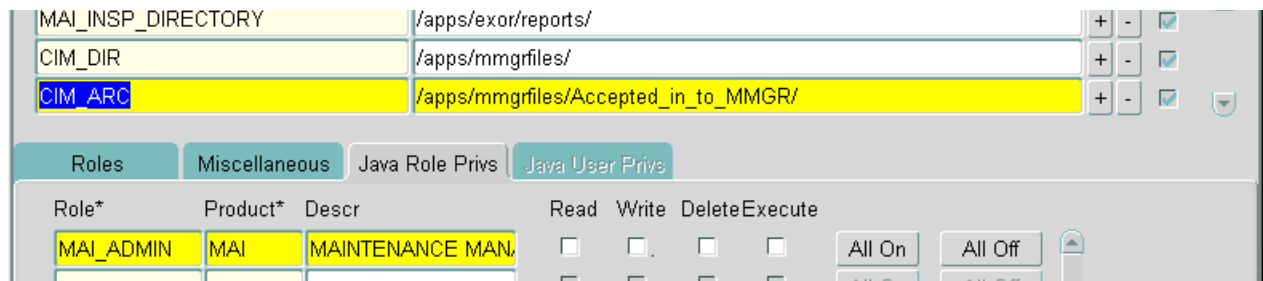 MAI_INSP_DIRECTORY /apps/exor/reports/ + -
CIM_DIR /apps/mmgrfiles/ + -
CIM_ARC /apps/mmgrfiles/Accepted_in_to_MMGR/ + -
Roles Miscellaneous Java Role Privs Java User Privs
Role* Product* Descr Read Write Delete Execute
MAI_ADMIN MAI MAINTENANCE MAN. All On All Off